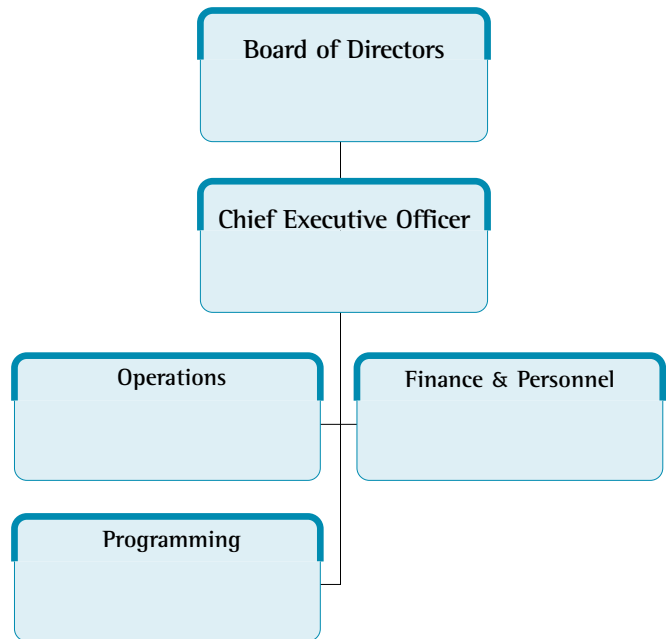 Board of Directors
Chief Executive Officer
Operations
Finance & Personnel
Programming